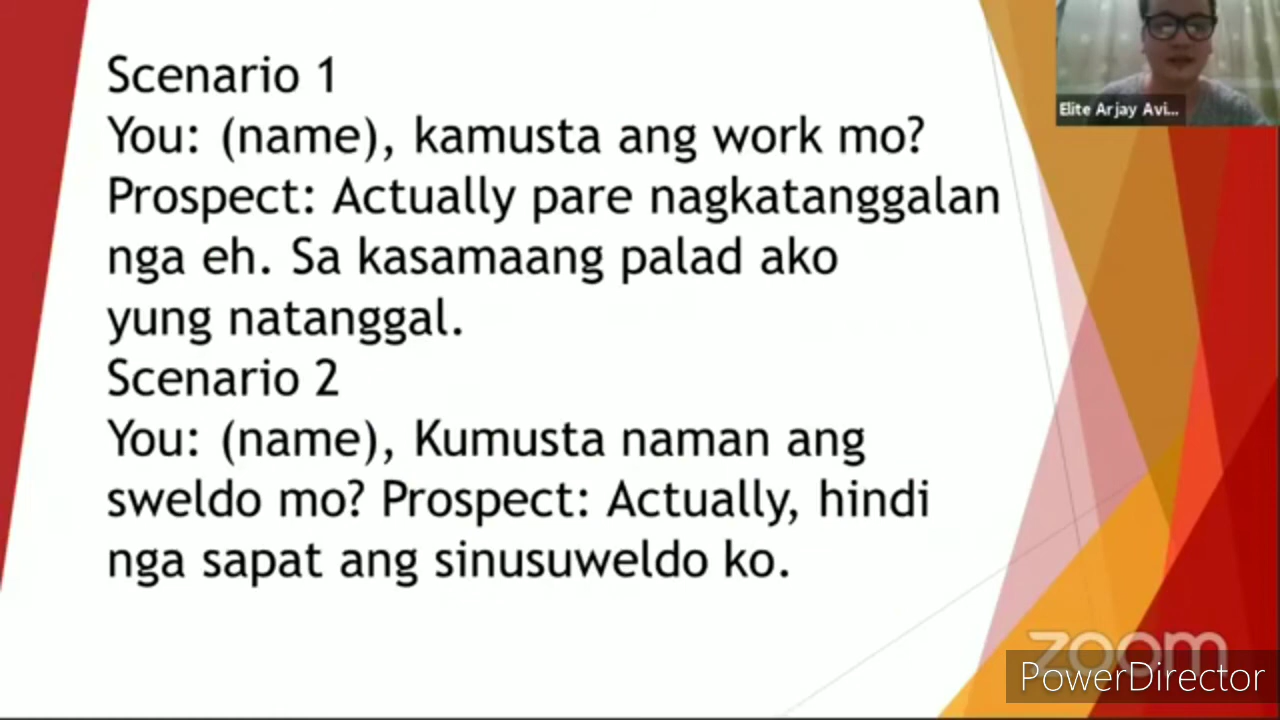 Scenario 1
You: (name), kamusta ang work mo?
Prospect: Actually pare nagkatanggalan
nga eh. Sa kasamaang palad ako
yung natanggal.
Scenario 2
You: (name), Kumusta naman ang
sweldo mo? Prospect: Actually, hindi
nga sapat ang sinusuweldo ko.
Elite Arjay Avi...
zoom
PowerDirector